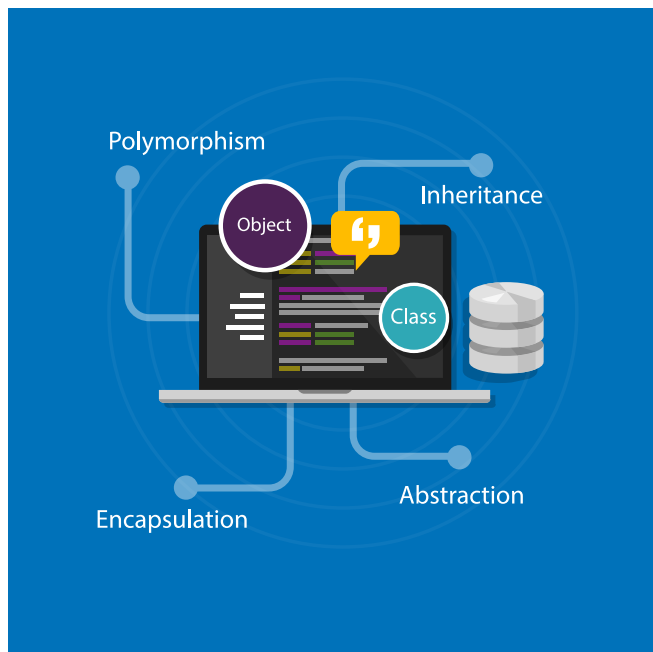 Polymorphism
Inheritance
Object
Class
Abstraction
Encapsulation